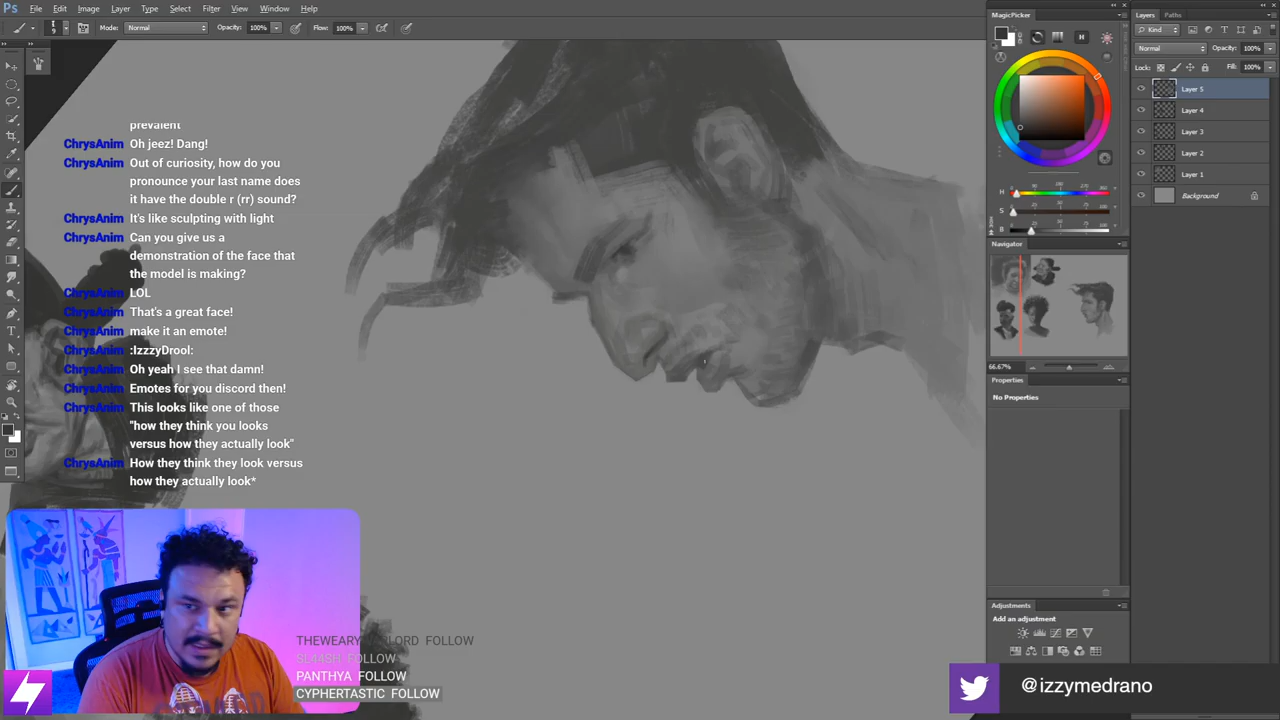 Ps File Edit Image Layer Type Select Filter View Window Help
9 Mode: Normal Opacity: 100% Flow: 100%
prevalent
ChrysAnim Oh jeez! Dang!
ChrysAnim Out of curiosity, how do you
pronounce your last name does
it have the double r (rr) sound?
ChrysAnim It's like sculpting with light
ChrysAnim Can you give us a
demonstration of the face that
the model is making?
ChrysAnim LOL
ChrysAnim That's a great face!
ChrysAnim make it an emote!
ChrysAnim :IzzzyDrool:
ChrysAnim Oh yeah I see that damn!
ChrysAnim Emotes for you discord then!
ChrysAnim This looks like one of those
"how they think you looks
versus how they actually look"
ChrysAnim How they think they look versus
how they actually look*
FOLLOW
FOLLOW
PANTHYA FOLLOW
CYPHERTASTIC FOLLOW
MagicPicker
H
H
S
B
Navigator
66.67%
Properties
No Properties
Adjustments
Add an adjustment
Layers Paths
Kind
Normal Opacity: 100%
Lock: Fill: 100%
Layer 5
Layer 4
Layer 3
Layer 2
Layer 1
Background
@izzymedrano